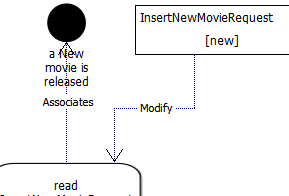 InsertNewMovieRequest
[new]
a New
movie is
released
Associates
Modify
read